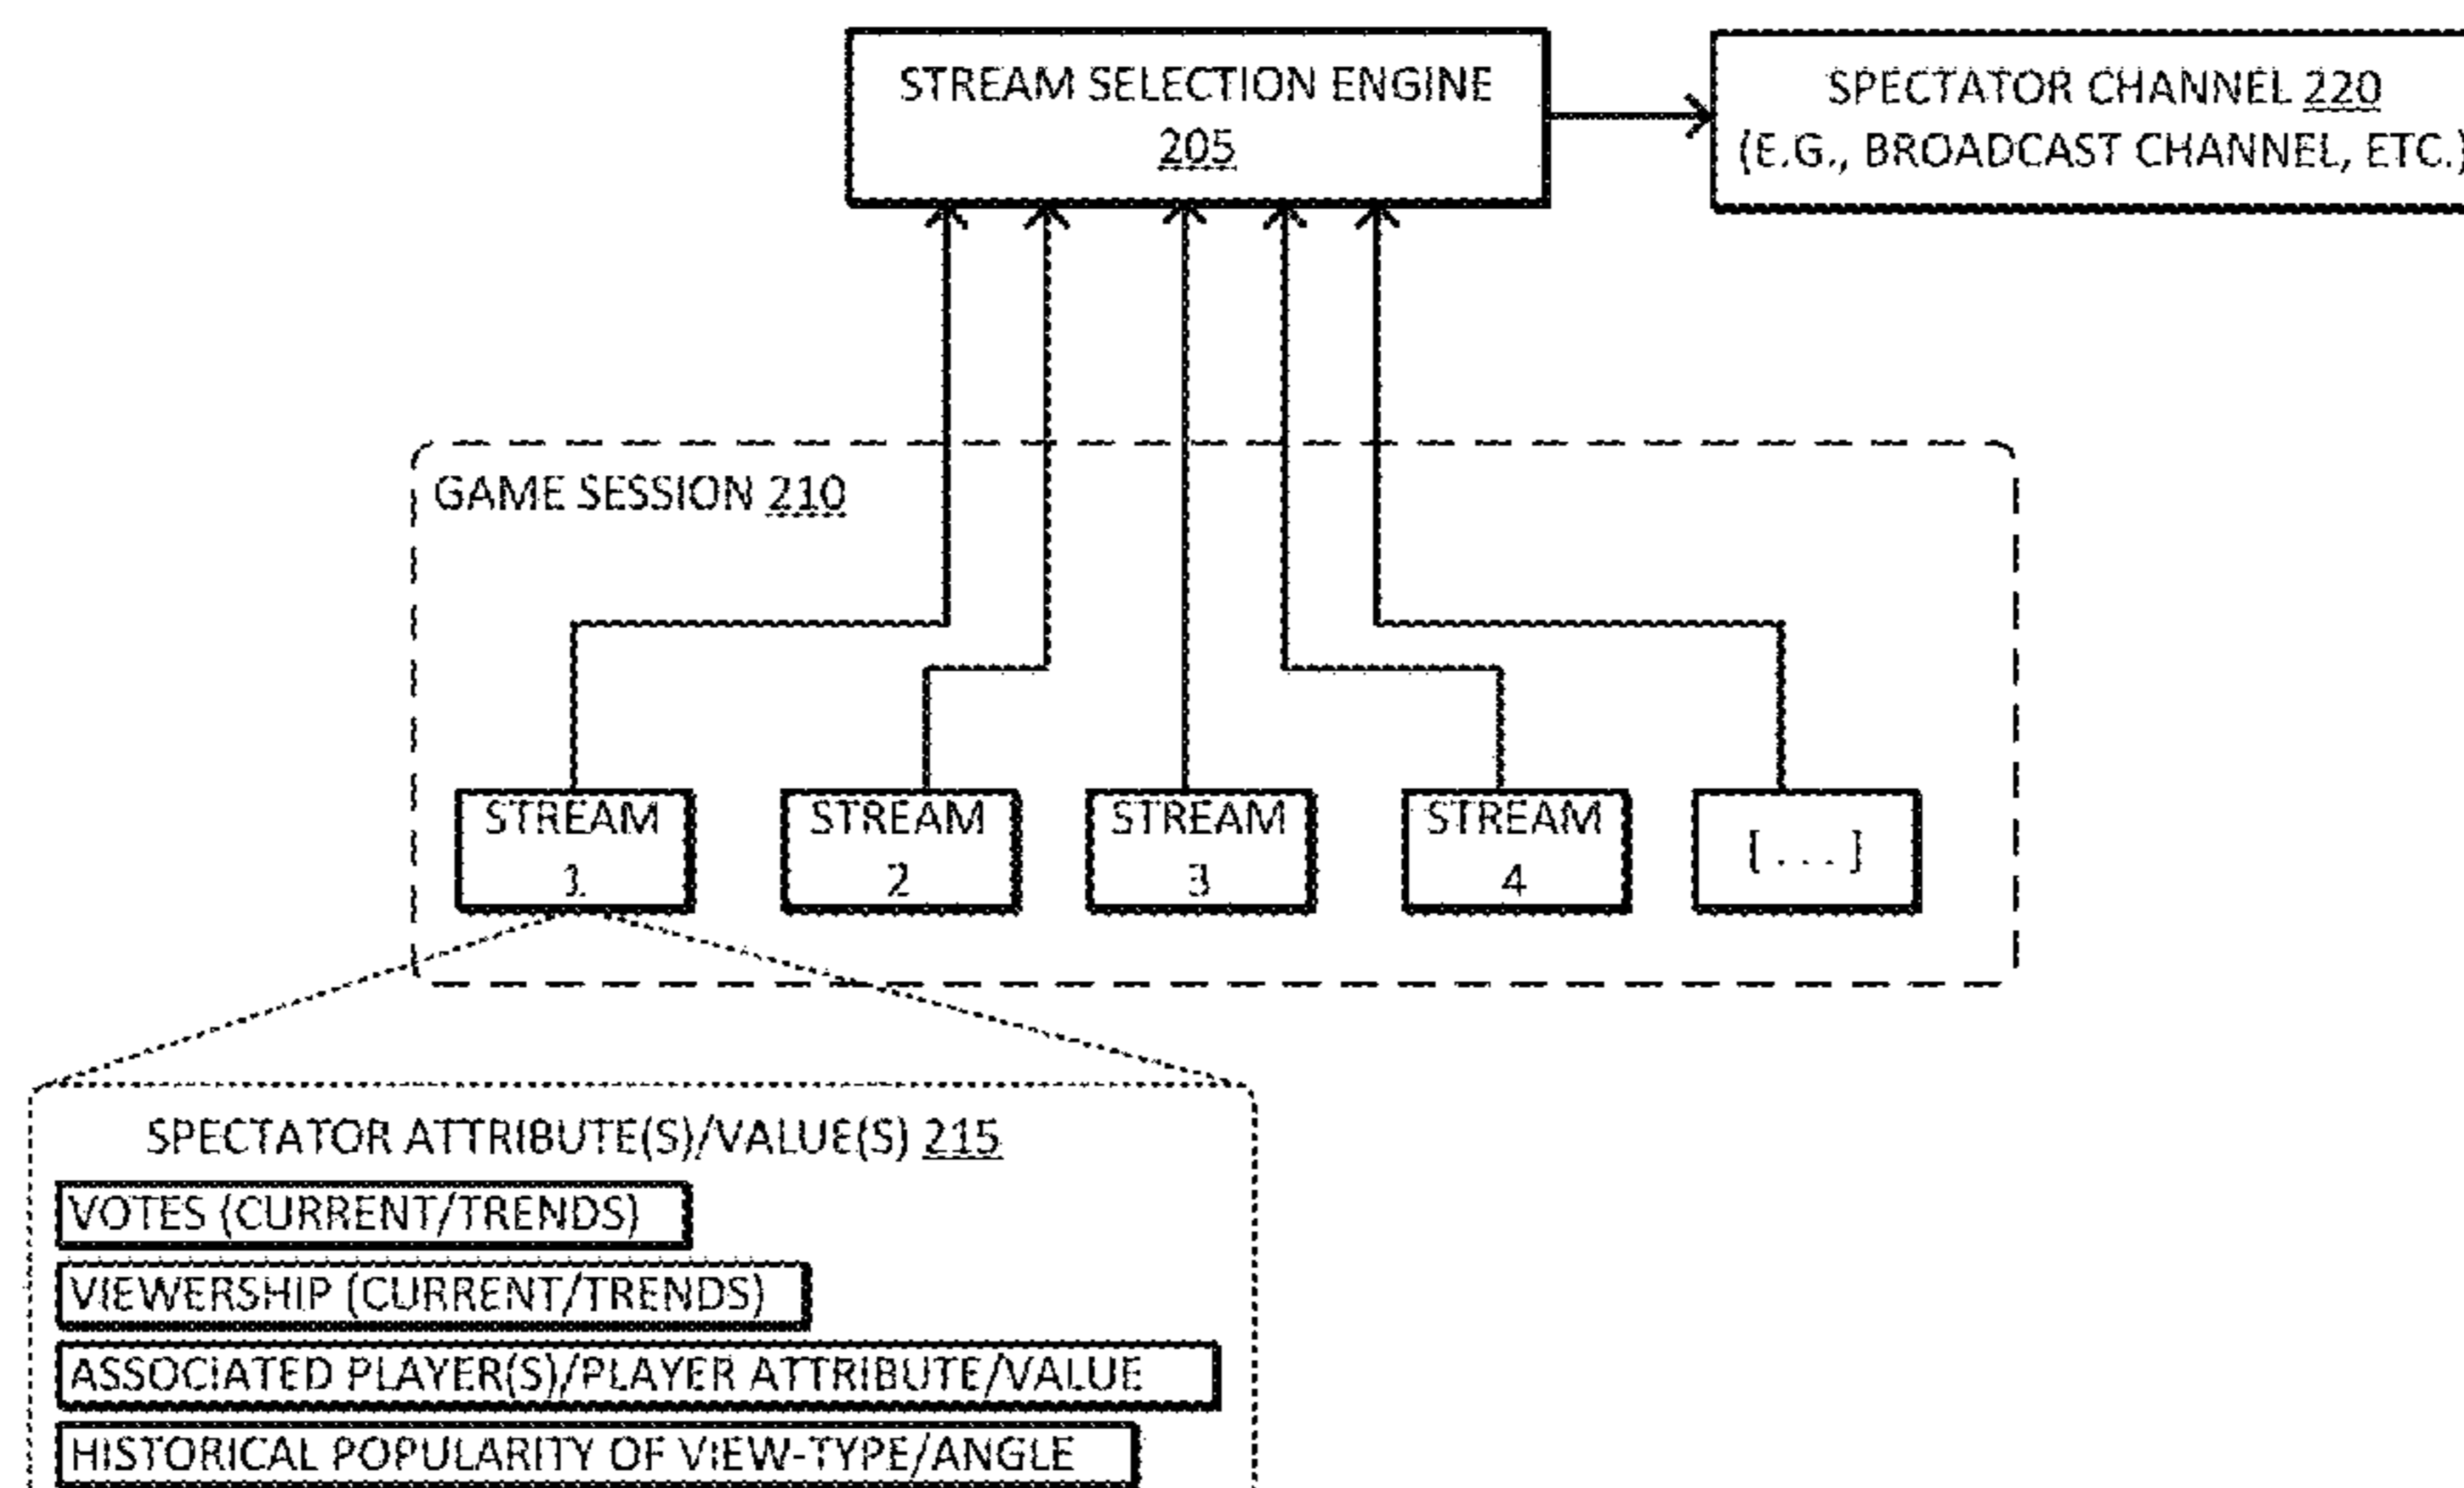 STREAM SELECTION ENGINE
205
SPECTATOR CHANNEL 220
(E.G., BROADCAST CHANNEL, ETC.)
GAME SESSION 210
STREAM
1
STREAM
2
STREAM
3
STREAM
4
[ . . . ]
SPECTATOR ATTRIBUTE(S)/VALUE(S) 215
VOTES (CURRENT/TRENDS)
VIEWERSHIP (CURRENT/TRENDS)
ASSOCIATED PLAYER(S)/PLAYER ATTRIBUTE/VALUE
HISTORICAL POPULARITY OF VIEW-TYPE/ANGLE